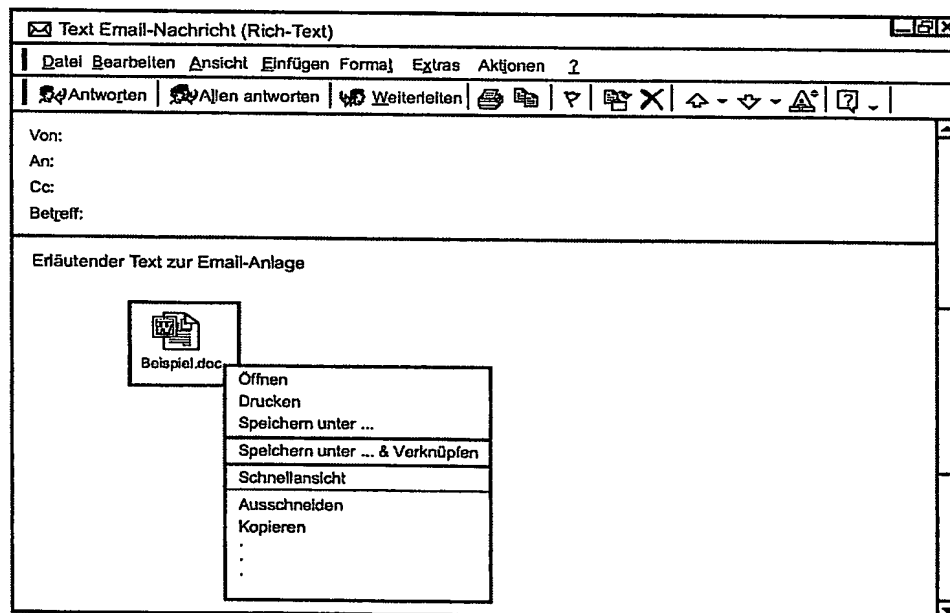 Text Email-Nachricht (Rich-Text)
Datei Bearbeiten Ansicht Einfügen Format Extras Aktionen ?
Antworten Allen antworten Weiterleiten
Von:
An:
Cc:
Betreff:
Erläutender Text zur Email-Anlage
W
Beispiel.doc
Öffnen
Drucken
Speichern unter ...
Speichern unter ... & Verknüpfen
Schnellansicht
Ausschneiden
Kopieren
.
.
.